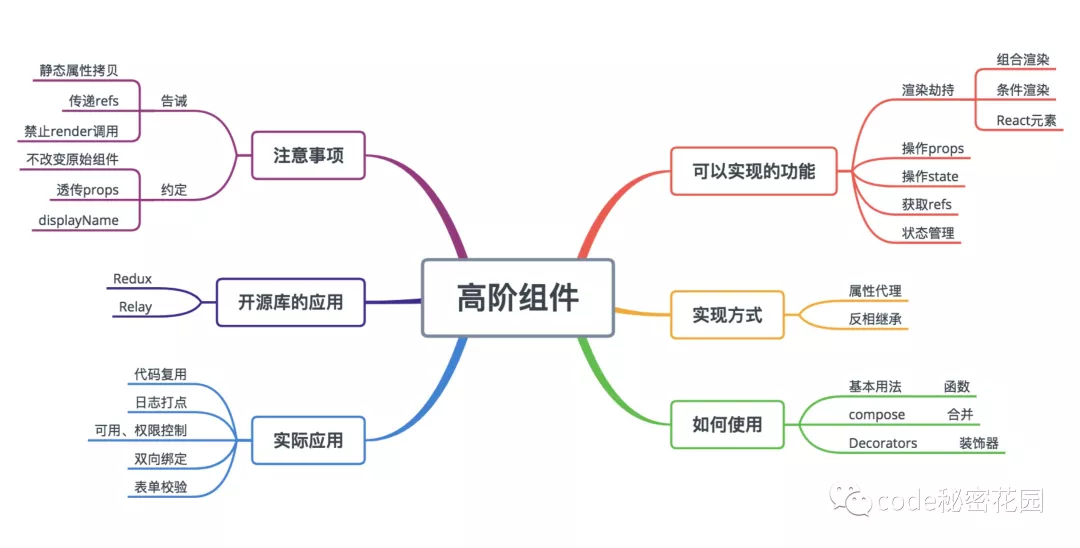 高阶组件
注意事项
告诫
静态属性拷贝
传递refs
禁止render调用
约定
不改变原始组件
透传props
displayName
开源库的应用
Redux
Relay
实际应用
代码复用
日志打点
可用、权限控制
双向绑定
表单校验
可以实现的功能
渲染劫持
组合渲染
条件渲染
React元素
操作props
操作state
获取refs
状态管理
实现方式
属性代理
反相继承
如何使用
基本用法 函数
compose 合并
Decorators 装饰器
code秘密花园